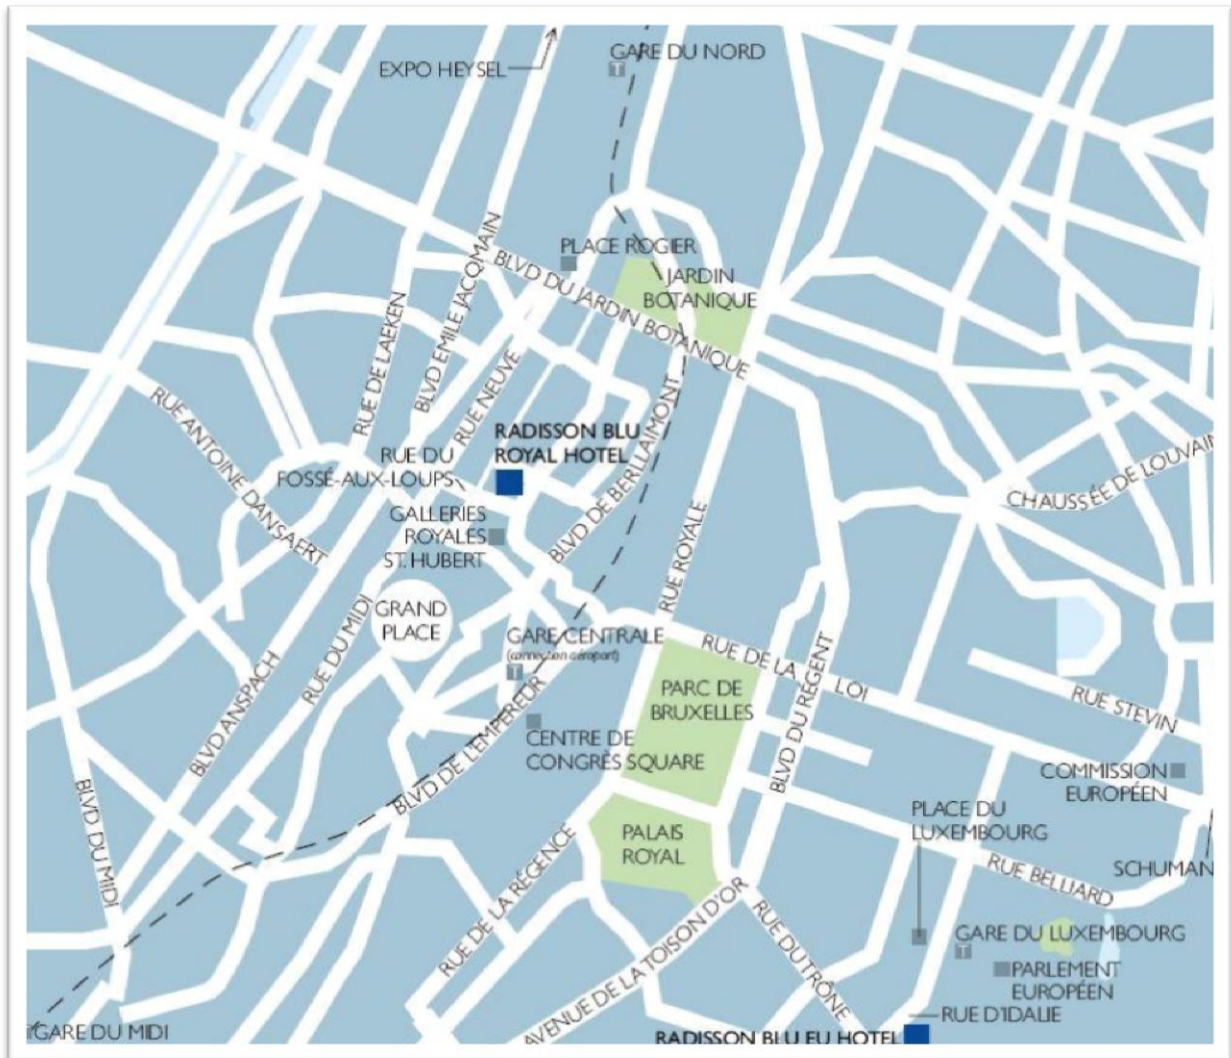 GARE DU NORD
EXPO HEYSEL
PLACE ROGIER
JARDIN
BOTANIQUE
BLVD DU JARDIN BOTANIQUE
BLVD EMILE JACQMAIN
RUE DE LAEKEN
RUE NEUVE
RUE ANTOINE DANSAERT
RADISSON BLU
ROYAL HOTEL
RUE DU
FOSSÉ-AUX-LOUPS
BLVD DE BERLLAIMONT
CHAUSSÉE DE LOUVAIN
GALLERIES
ROYALES
ST. HUBERT
RUE ROYALE
GRAND
PLACE
RUE DU MIDI
GARE CENTRALE
(connection aéroport)
RUE DE LA LOI
PARC DE
BRUXELLES
BLVD DU RÉGENT
RUE STEVIN
BLVD ANSPACH
BLVD DE L'EMPEREUR
CENTRE DE
CONGRÈS SQUARE
COMMISSION
EUROPÉEN
BLVD DU MIDI
PLACE DU
LUXEMBOURG
PALAIS
ROYAL
RUE BELLIARD
SCHUMAN
RUE DE LA RÉGENCE
AVENUE DE LA TOISON D'OR
RUE DU TRÔNE
GARE DU LUXEMBOURG
PARLEMENT
EUROPÉEN
RUE D'IDALIE
GARE DU MIDI
RADISSON BLU EU HOTEL